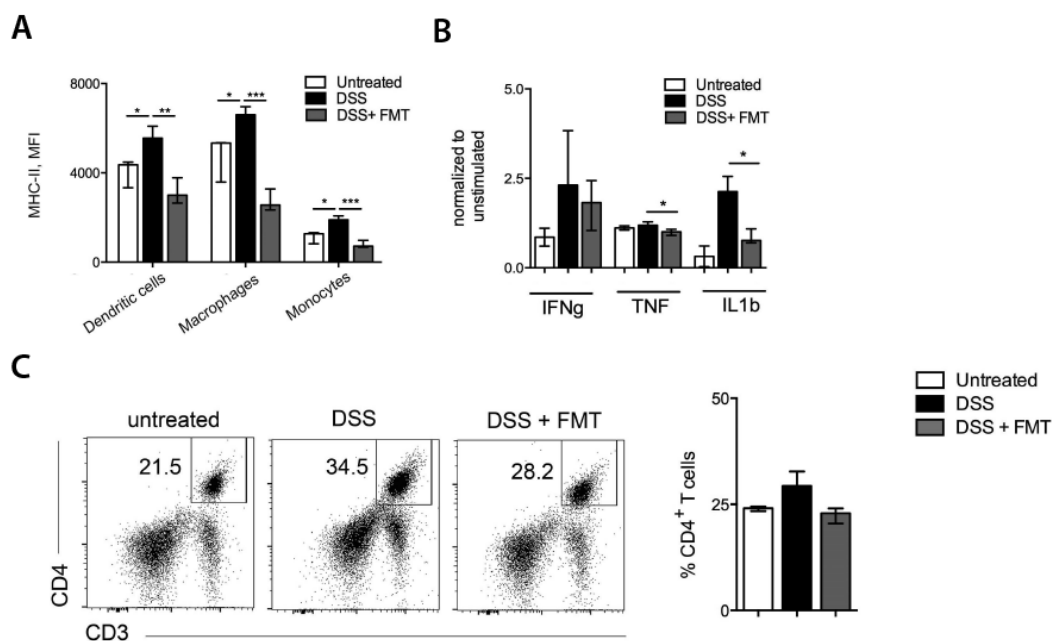 A
8000
4000
0
MHC-II, MFI
Untreated
DSS
DSS+ FMT
* **
* ***
* ***
Dendritic cells
Macrophages
Monocytes
B
5.0
2.5
0.0
normalized to
unstimulated
Untreated
DSS
DSS+ FMT
*
*
IFNg
TNF
IL1b
C
untreated
DSS
DSS + FMT
21.5
34.5
28.2
CD4
CD3
50
25
0
% CD4+ T cells
Untreated
DSS
DSS + FMT